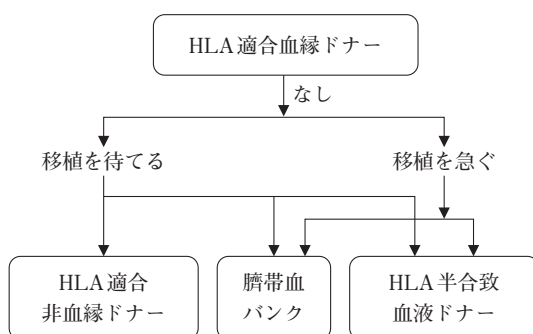 HLA適合血縁ドナー
なし
移植を待てる
移植を急ぐ
HLA適合
非血縁ドナー
臍帯血
バンク
HLA半合致
血液ドナー